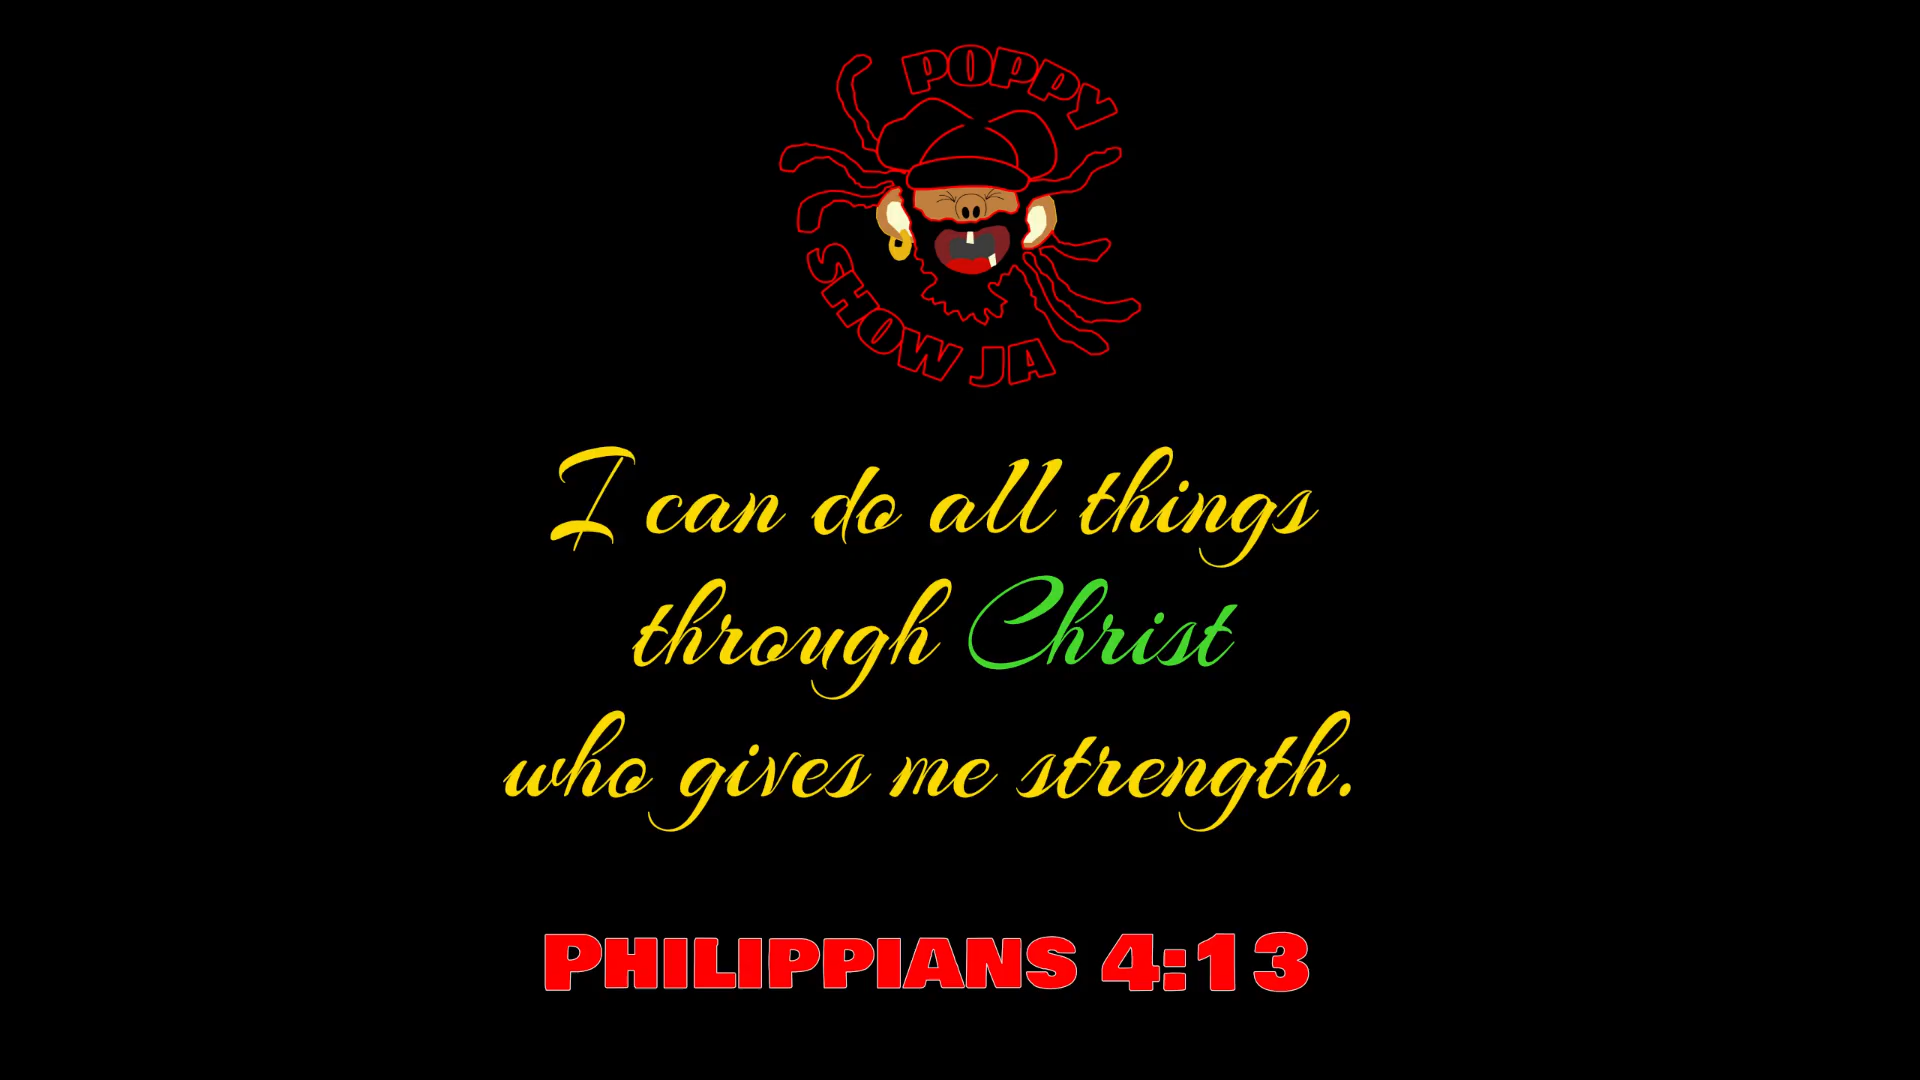 POPPY
SHOW JA
I can do all things
through Christ
who gives me strength.
PHILIPPIANS 4:13